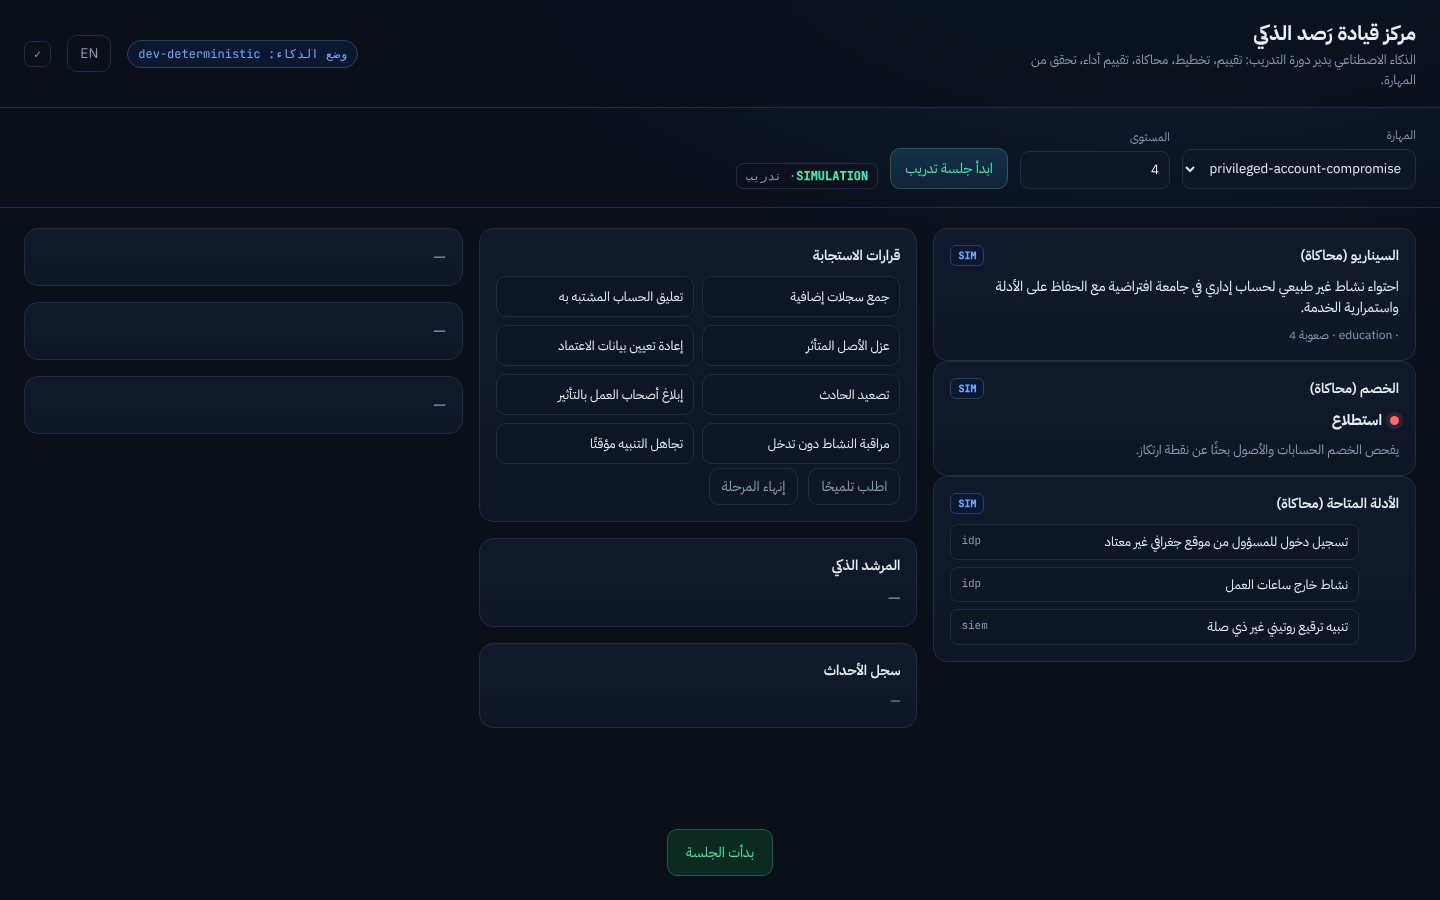 مركز قيادة رَصد الذكي
الذكاء الاصطناعي يدير دورة التدريب: تقييم، تخطيط، محاكاة، تقييم أداء، تحقق من
المهارة.
وضع الذكاء: dev-deterministic
EN
✓
المهارة
privileged-account-compromise
المستوى
4
ابدأ جلسة تدريب
SIMULATION · تدريب
السيناريو (محاكاة)
SIM
احتواء نشاط غير طبيعي لحساب إداري في جامعة افتراضية مع الحفاظ على الأدلة
واستمرارية الخدمة.
· education · صعوبة 4
الخصم (محاكاة)
SIM
استطلاع
يفحص الخصم الحسابات والأصول بحثًا عن نقطة ارتكاز.
الأدلة المتاحة (محاكاة)
SIM
تسجيل دخول للمسؤول من موقع جغرافي غير معتاد
idp
نشاط خارج ساعات العمل
idp
تنبيه ترقيع روتيني غير ذي صلة
siem
قرارات الاستجابة
جمع سجلات إضافية
تعليق الحساب المشتبه به
عزل الأصل المتأثر
إعادة تعيين بيانات الاعتماد
تصعيد الحادث
إبلاغ أصحاب العمل بالتأثير
مراقبة النشاط دون تدخل
تجاهل التنبيه مؤقتًا
اطلب تلميحًا
إنهاء المرحلة
المرشد الذكي
—
سجل الأحداث
—
—
—
—
بدأت الجلسة